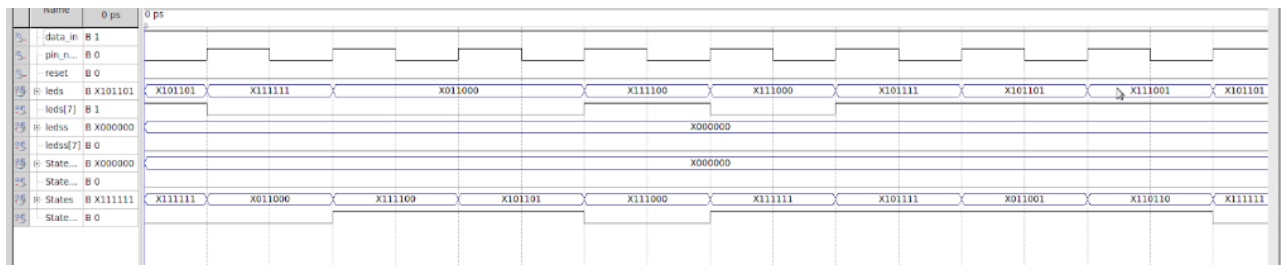 Name 0 ps 0 ps
data_in B 1
pin_n... B 0
reset B 0
leds B X101101 X101101 X111111 X011000 X111100 X111000 X101111 X101101 X111001 X101101
leds[7] B 1
ledss B X000000 X000000
ledss[7] B 0
State... B X000000 X000000
State... B 0
States B X111111 X111111 X011000 X111100 X101101 X111000 X111111 X101111 X011001 X110110 X111111
State... B 0